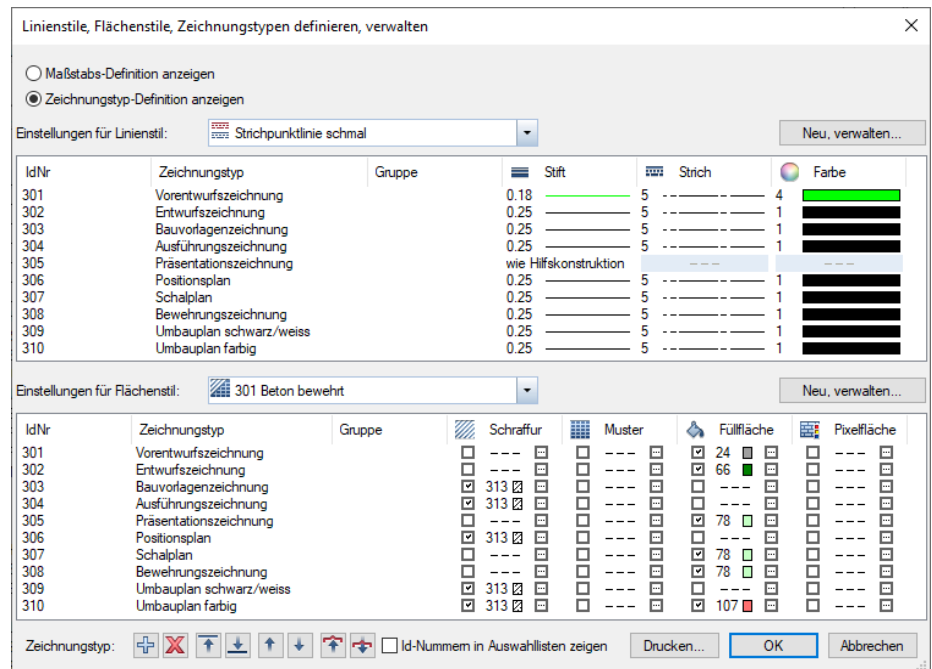 Linienstile, Flächenstile, Zeichnungstypen definieren, verwalten
Maßstabs-Definition anzeigen
Zeichnungstyp-Definition anzeigen
Einstellungen für Linienstil: Strichpunktlinie schmal Neu, verwalten...
IdNr Zeichnungstyp Gruppe Stift Strich Farbe
301 Vorentwurfszeichnung 0.18 5 4
302 Entwurfszeichnung 0.25 5 1
303 Bauvorlagenzeichnung 0.25 5 1
304 Ausführungszeichnung 0.25 5 1
305 Präsentationszeichnung wie Hilfskonstruktion --- ---
306 Positionsplan 0.25 5 1
307 Schalplan 0.25 5 1
308 Bewehrungszeichnung 0.25 5 1
309 Umbauplan schwarz/weiss 0.25 5 1
310 Umbauplan farbig 0.25 5 1
Einstellungen für Flächenstil: 301 Beton bewehrt Neu, verwalten...
IdNr Zeichnungstyp Gruppe Schraffur Muster Füllfläche Pixelfläche
301 Vorentwurfszeichnung --- ... --- ... 24 ... --- ...
302 Entwurfszeichnung --- ... --- ... 66 ... --- ...
303 Bauvorlagenzeichnung 313 ... --- ... --- ... --- ...
304 Ausführungszeichnung 313 ... --- ... --- ... --- ...
305 Präsentationszeichnung --- ... --- ... 78 ... --- ...
306 Positionsplan 313 ... --- ... --- ... --- ...
307 Schalplan --- ... --- ... 78 ... --- ...
308 Bewehrungszeichnung --- ... --- ... 78 ... --- ...
309 Umbauplan schwarz/weiss 313 ... --- ... --- ... --- ...
310 Umbauplan farbig 313 ... --- ... 107 ... --- ...
Zeichnungstyp: Id-Nummern in Auswahllisten zeigen Drucken... OK Abbrechen